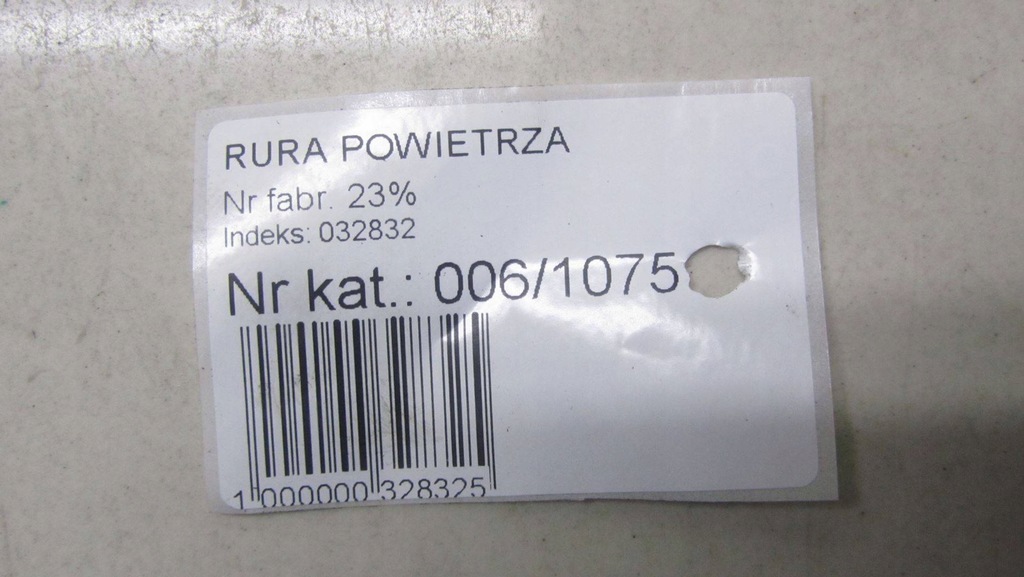 RURA POWIETRZA
Nr fabr. 23%
Indeks: 032832
Nr kat.: 006/1075
1 000000 328325